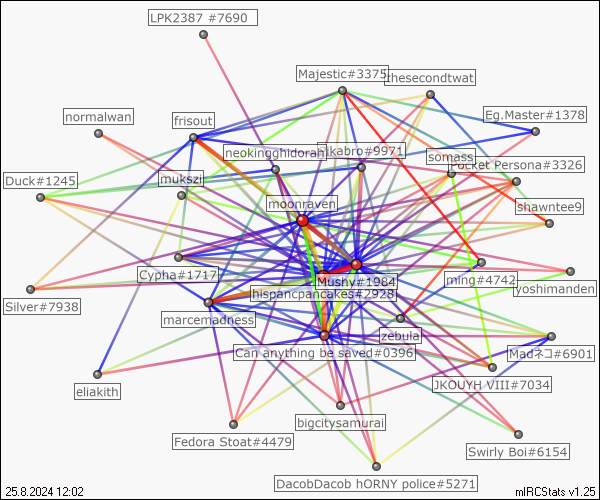 LPK2387 #7690
Majestic#3375
thesecondtwat
Eg.Master#1378
normalwan
frisout
neokingghidorah
lkabro#9971
somass
Pocket Persona#3326
Duck#1245
mukszi
moonraven
shawntee9
Cypha#1717
Mushy#1984
ming#4742
yoshimanden
hispancpancakes#2928
Silver#7938
marcemadness
zebula
Can anything be saved#0396
Madネコ#6901
eliakith
JKOUYH VIII#7034
bigcitysamurai
Fedora Stoat#4479
Swirly Boi#6154
DacobDacob hORNY police#5271
25.8.2024 12:02
mIRCStats v1.25